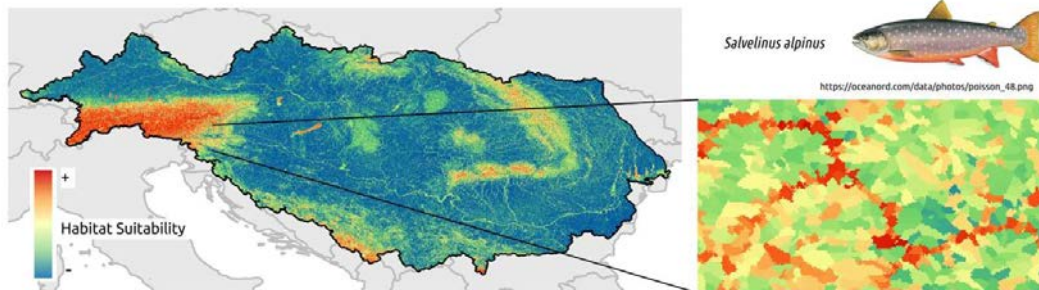 Salvelinus alpinus
https://oceanord.com/data/photos/poisson_48.png
+
Habitat Suitability
-